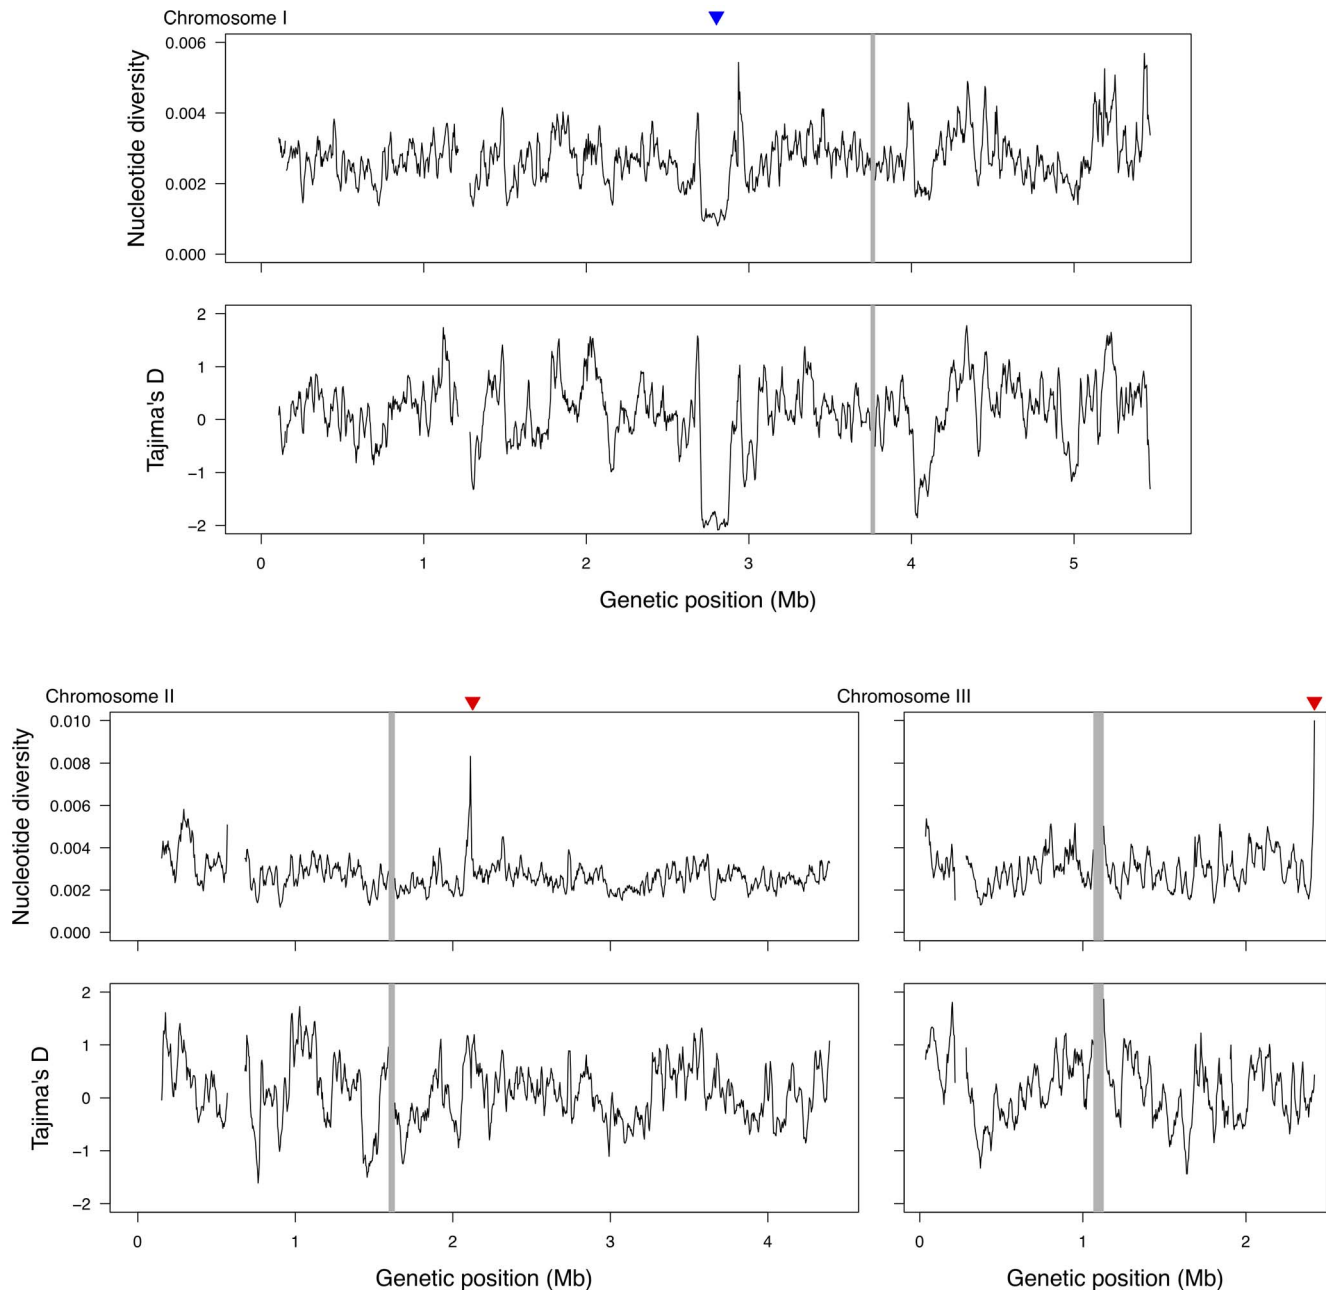 Chromosome I
Nucleotide diversity
0.006
0.004
0.002
0.000
Tajima's D
2
1
0
−1
−2
0 1 2 3 4 5
Genetic position (Mb)
Chromosome II
Chromosome III
Nucleotide diversity
0.010
0.008
0.006
0.004
0.002
0.000
Tajima's D
2
1
0
−1
−2
0 1 2 3 4
0 1 2
Genetic position (Mb)
Genetic position (Mb)